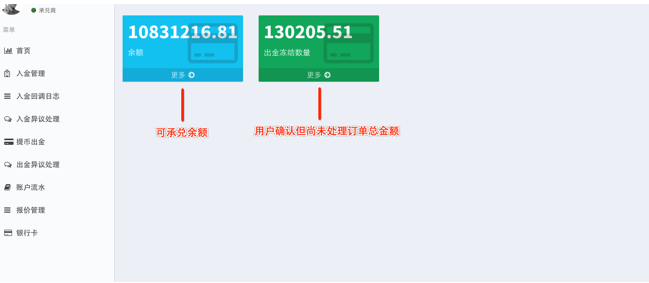 承兑商
菜单
首页
入金管理
入金回调日志
入金异议处理
提币出金
出金异议处理
账户流水
报价管理
银行卡
10831216.81
余额
更多
可承兑余额
130205.51
出金冻结数量
更多
用户确认但尚未处理订单总金额